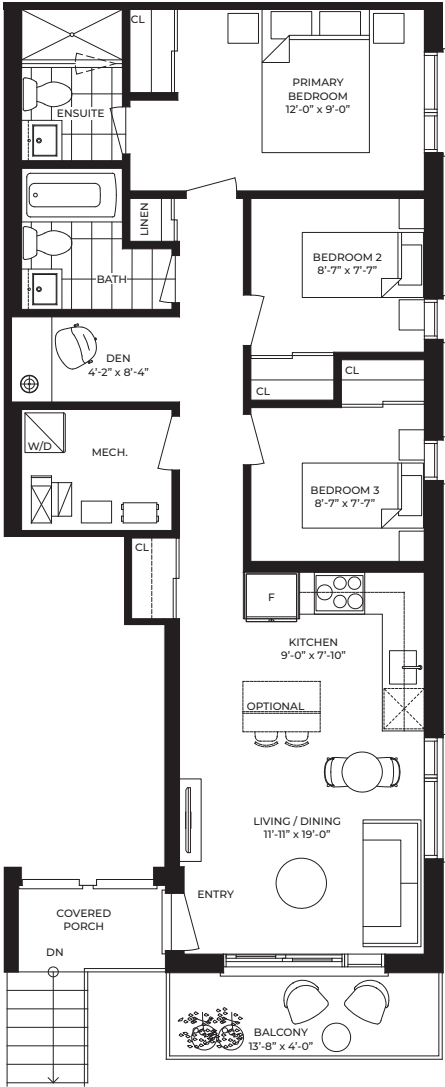 CL
PRIMARY
BEDROOM
12'-0" x 9'-0"
ENSUITE
LINEN
BEDROOM 2
8'-7" x 7'-7"
BATH
DEN
4'-2" x 8'-4"
CL
CL
W/D
MECH.
BEDROOM 3
8'-7" x 7'-7"
CL
F
KITCHEN
9'-0" x 7'-10"
OPTIONAL
LIVING / DINING
11'-11" x 19'-0"
ENTRY
COVERED
PORCH
DN
BALCONY
13'-8" x 4'-0"